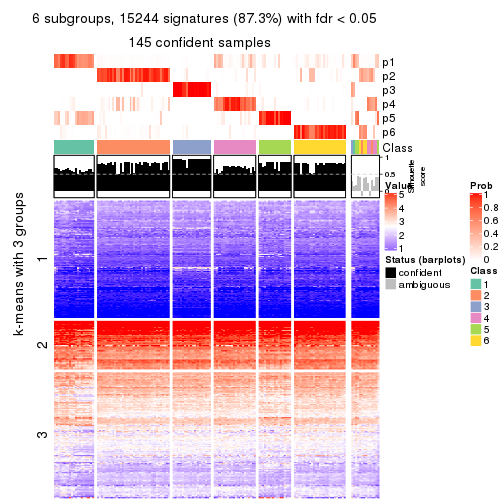 6 subgroups, 15244 signatures (87.3%) with fdr < 0.05
145 confident samples
p1
p2
p3
p4
p5
p6
Class
1
0.5
0
Silhouette
score
k-means with 3 groups
1
2
3
Value
5
4
3
2
1
Status (barplots)
confident
ambiguous
Prob
1
0.8
0.6
0.4
0.2
0
Class
1
2
3
4
5
6